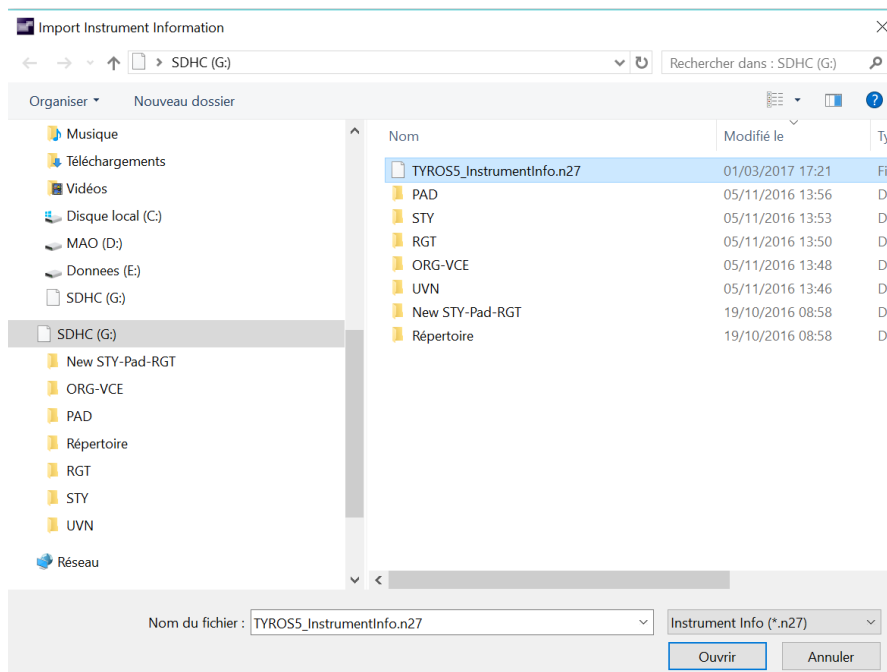 Import Instrument Information
SDHC (G:)
Rechercher dans : SDHC (G:)
Organiser
Nouveau dossier
?
Musique
Téléchargements
Vidéos
Disque local (C:)
MAO (D:)
Donnees (E:)
SDHC (G:)
SDHC (G:)
New STY-Pad-RGT
ORG-VCE
PAD
Répertoire
RGT
STY
UVN
Réseau
Nom Modifié le Ty
TYROS5_InstrumentInfo.n27 01/03/2017 17:21 Fi
PAD 05/11/2016 13:56 D
STY 05/11/2016 13:53 D
RGT 05/11/2016 13:50 D
ORG-VCE 05/11/2016 13:48 D
UVN 05/11/2016 13:46 D
New STY-Pad-RGT 19/10/2016 08:58 D
Répertoire 19/10/2016 08:58 D
Nom du fichier : TYROS5_InstrumentInfo.n27 Instrument Info (*.n27)
Ouvrir Annuler